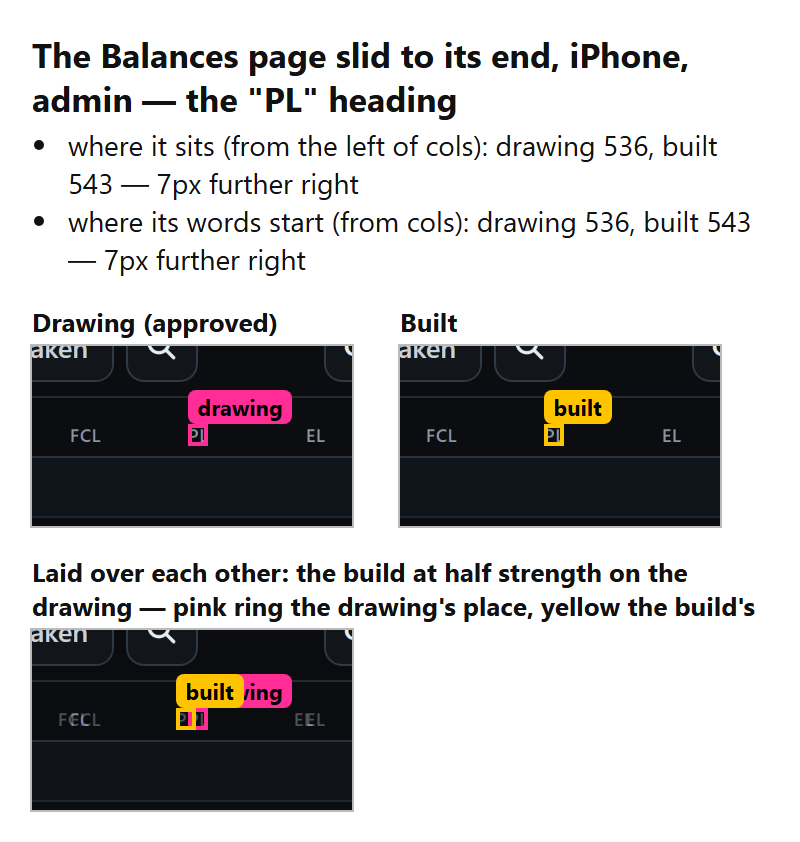 The Balances page slid to its end, iPhone,
admin — the "PL" heading
• where it sits (from the left of cols): drawing 536, built
543 — 7px further right
• where its words start (from cols): drawing 536, built 543
— 7px further right
Drawing (approved)
Built
aken
drawing
FCL PL EL
aken
built
FCL PL EL
Laid over each other: the build at half strength on the
drawing — pink ring the drawing's place, yellow the build's
aken
built wing